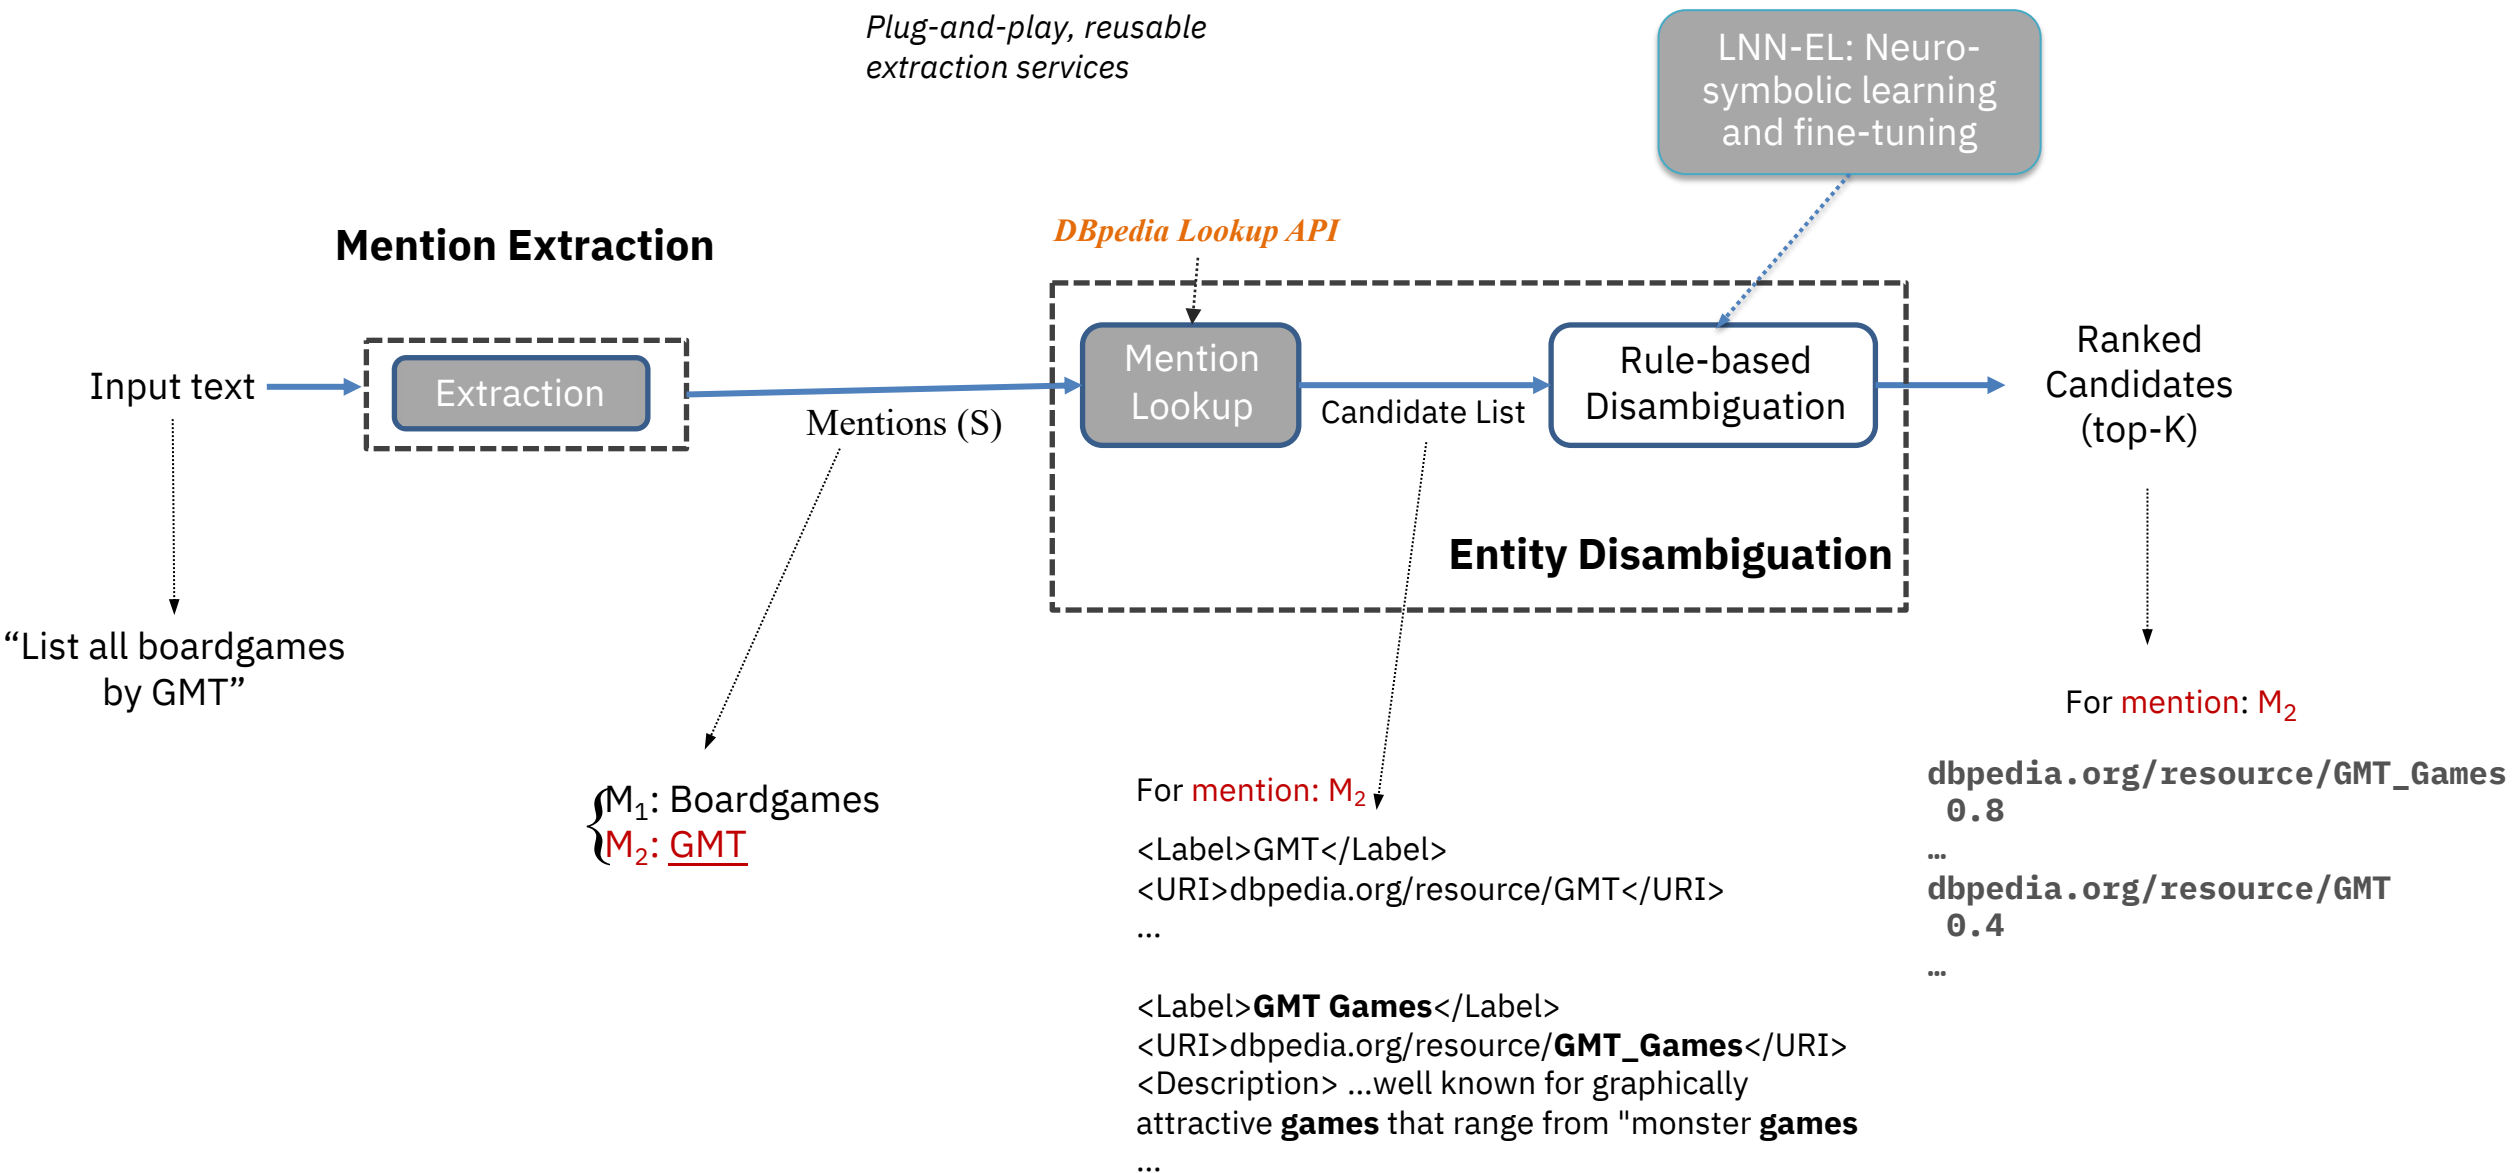 Plug-and-play, reusable
extraction services
LNN-EL: Neuro-
symbolic learning
and fine-tuning
Mention Extraction
DBpedia Lookup API
Input text
Extraction
Mentions (S)
Mention
Lookup
Candidate List
Rule-based
Disambiguation
Ranked
Candidates
(top-K)
Entity Disambiguation
“List all boardgames
by GMT”
M1: Boardgames
M2: GMT
For mention: M2
<Label>GMT</Label>
<URI>dbpedia.org/resource/GMT</URI>
...
<Label>GMT Games</Label>
<URI>dbpedia.org/resource/GMT_Games</URI>
<Description> ...well known for graphically
attractive games that range from "monster games
...
For mention: M2
dbpedia.org/resource/GMT_Games
0.8
…
dbpedia.org/resource/GMT
0.4
…